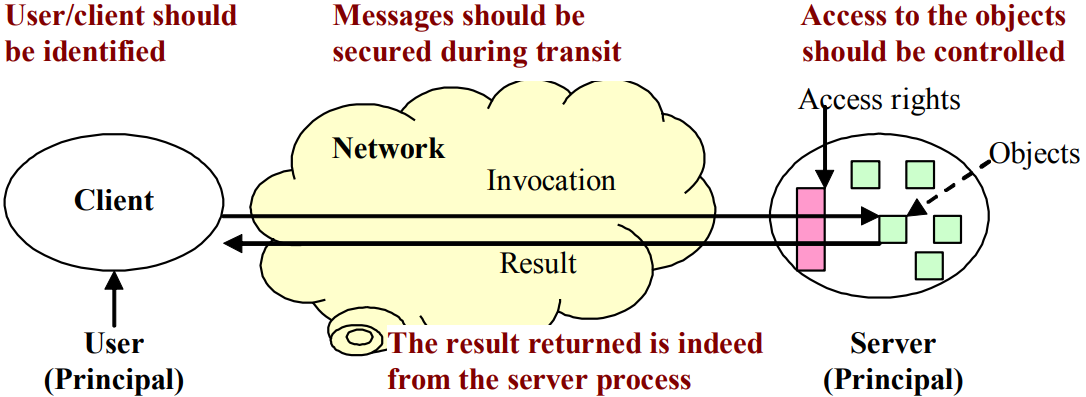 User/client should
be identified
Messages should be
secured during transit
Access to the objects
should be controlled
Access rights
Network
Objects
Invocation
Client
Result
User
(Principal)
The result returned is indeed
from the server process
Server
(Principal)